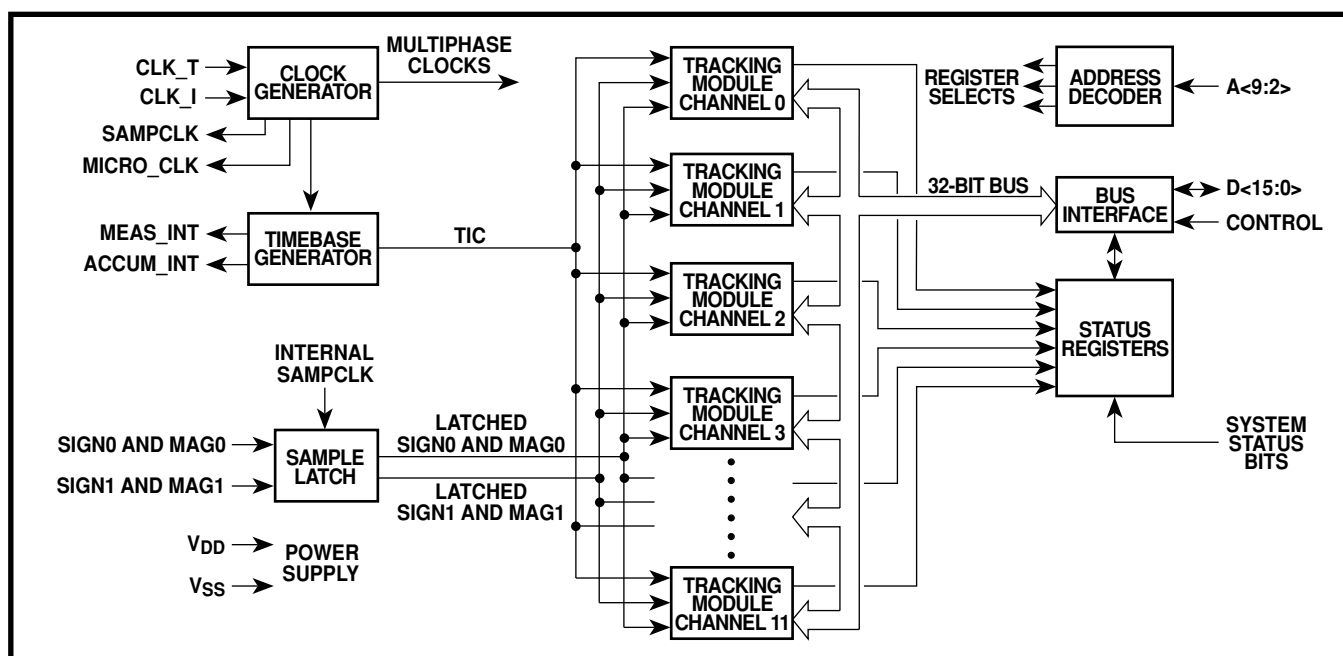 CLK_T
CLK_I
SAMPCLK
MICRO_CLK
CLOCK
GENERATOR
MULTIPHASE
CLOCKS
MEAS_INT
ACCUM_INT
TIMEBASE
GENERATOR
TIC
INTERNAL
SAMPCLK
SIGN0 AND MAG0
SIGN1 AND MAG1
SAMPLE
LATCH
LATCHED
SIGN0 AND MAG0
LATCHED
SIGN1 AND MAG1
VDD
VSS
POWER
SUPPLY
TRACKING
MODULE
CHANNEL 0
TRACKING
MODULE
CHANNEL 1
TRACKING
MODULE
CHANNEL 2
TRACKING
MODULE
CHANNEL 3
TRACKING
MODULE
CHANNEL 11
REGISTER
SELECTS
ADDRESS
DECODER
A<9:2>
32-BIT BUS
BUS
INTERFACE
D<15:0>
CONTROL
STATUS
REGISTERS
SYSTEM
STATUS
BITS